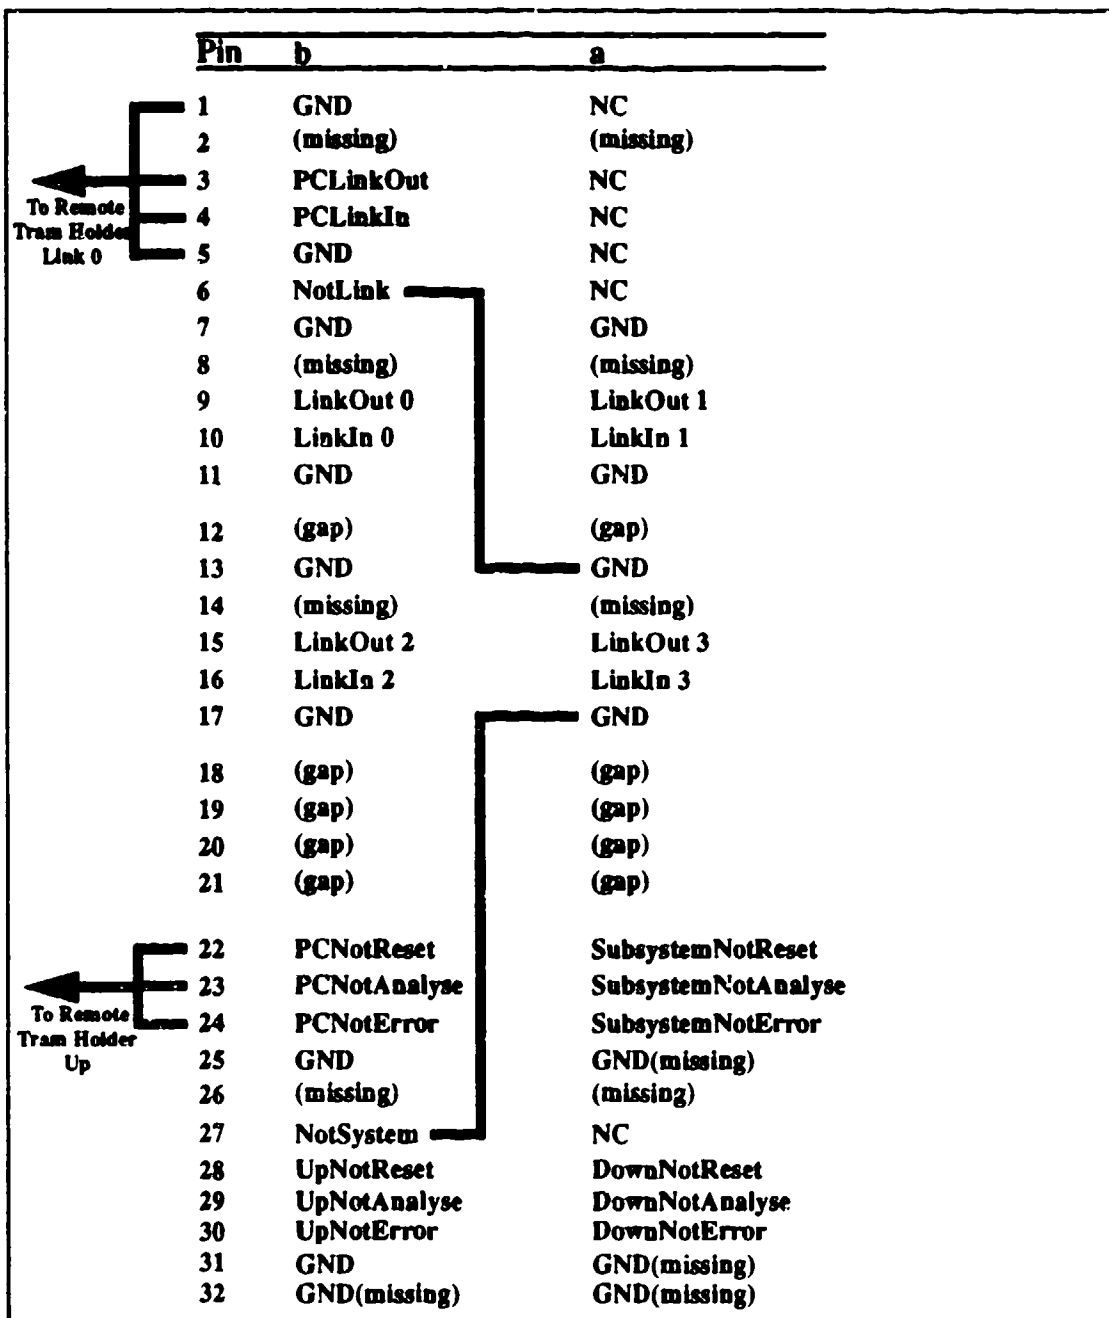 Pin b a
1 GND NC
2 (missing) (missing)
3 PCLinkOut NC
To Remote
Tram Holder
Link 0
4 PCLinkIn NC
5 GND NC
6 NotLink NC
7 GND GND
8 (missing) (missing)
9 LinkOut 0 LinkOut 1
10 LinkIn 0 LinkIn 1
11 GND GND
12 (gap) (gap)
13 GND GND
14 (missing) (missing)
15 LinkOut 2 LinkOut 3
16 LinkIn 2 LinkIn 3
17 GND GND
18 (gap) (gap)
19 (gap) (gap)
20 (gap) (gap)
21 (gap) (gap)
22 PCNotReset SubsystemNotReset
23 PCNotAnalyse SubsystemNotAnalyse
To Remote
Tram Holder
Up
24 PCNotError SubsystemNotError
25 GND GND(missing)
26 (missing) (missing)
27 NotSystem NC
28 UpNotReset DownNotReset
29 UpNotAnalyse DownNotAnalyse
30 UpNotError DownNotError
31 GND GND(missing)
32 GND(missing) GND(missing)